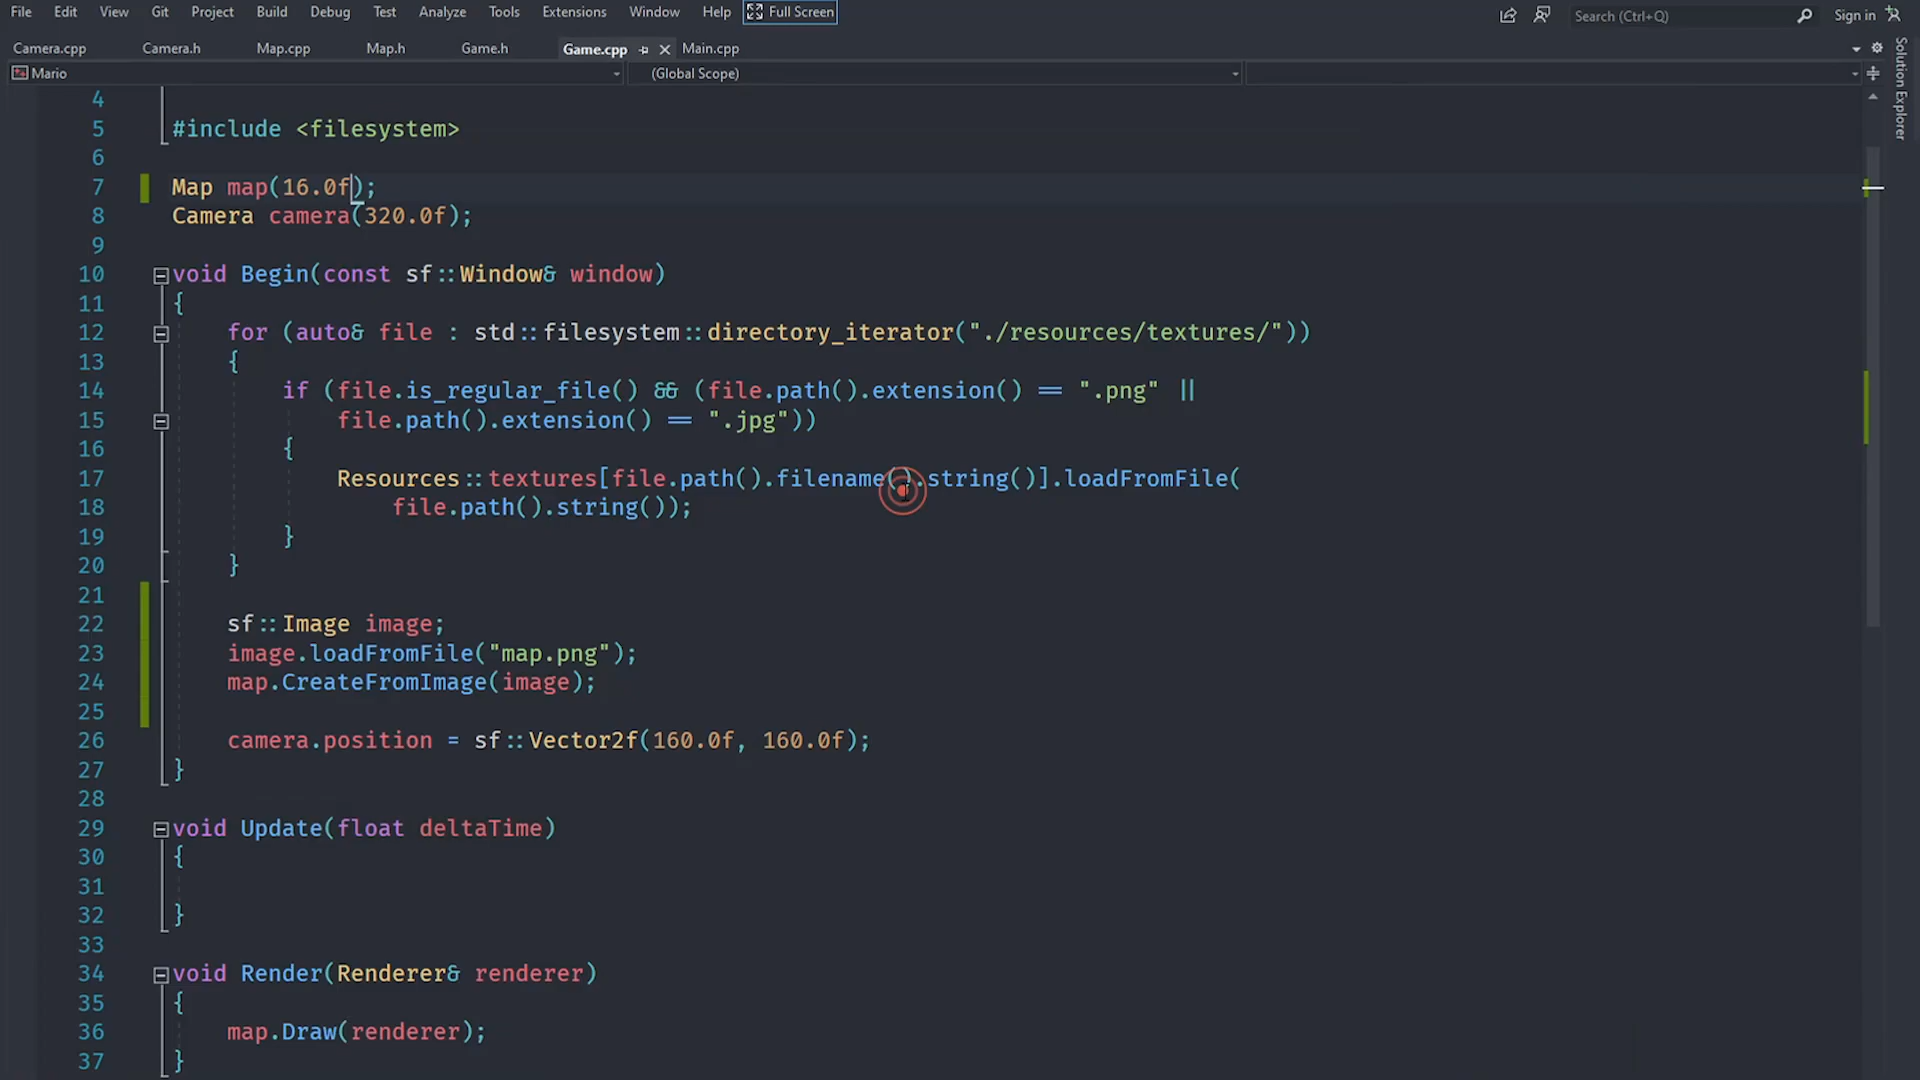 File Edit View Git Project Build Debug Test Analyze Tools Extensions Window Help Full Screen Search (Ctrl+Q) Sign in
Camera.cpp Camera.h Map.cpp Map.h Game.h Game.cpp Main.cpp
Mario (Global Scope)
Solution Explorer
4
5 #include <filesystem>
6
7 Map map(16.0f);
8 Camera camera(320.0f);
9
10 void Begin(const sf::Window& window)
11 {
12 for (auto& file : std::filesystem::directory_iterator("./resources/textures/"))
13 {
14 if (file.is_regular_file() && (file.path().extension() == ".png" ||
15 file.path().extension() == ".jpg"))
16 {
17 Resources::textures[file.path().filename().string()].loadFromFile(
18 file.path().string());
19 }
20 }
21
22 sf::Image image;
23 image.loadFromFile("map.png");
24 map.CreateFromImage(image);
25
26 camera.position = sf::Vector2f(160.0f, 160.0f);
27 }
28
29 void Update(float deltaTime)
30 {
31
32 }
33
34 void Render(Renderer& renderer)
35 {
36 map.Draw(renderer);
37 }